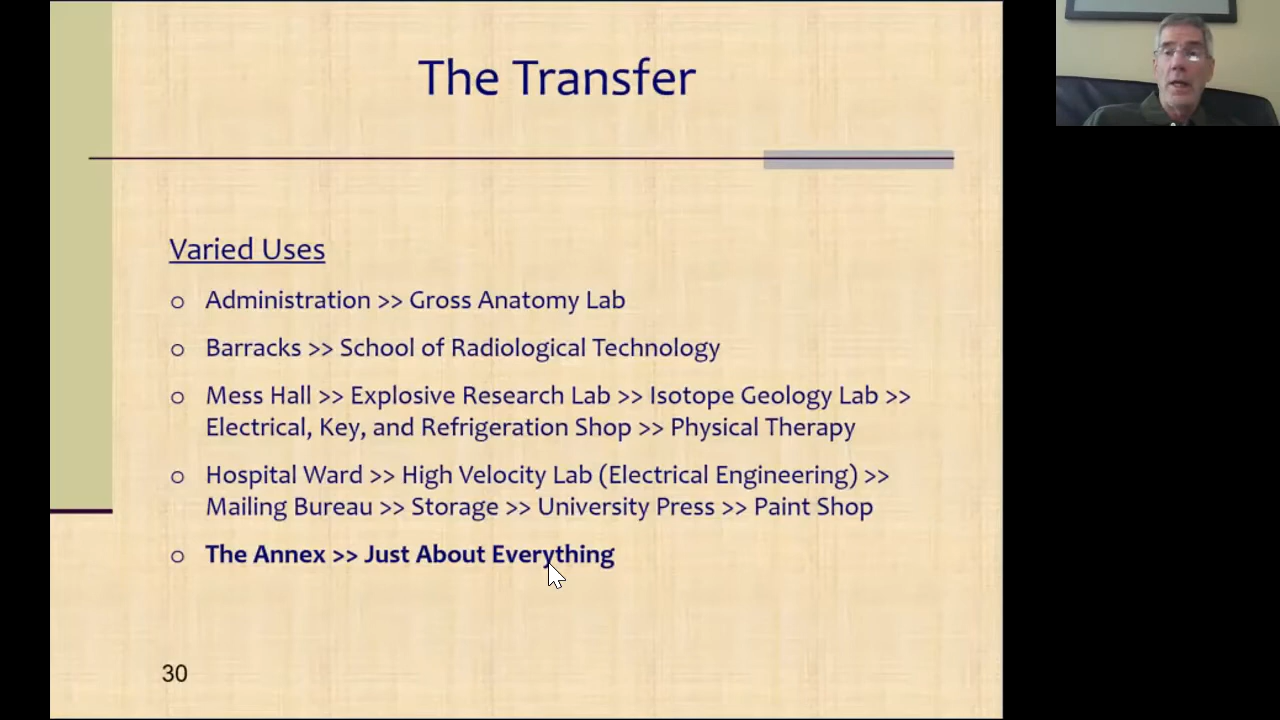 The Transfer
Varied Uses
o Administration >> Gross Anatomy Lab
o Barracks >> School of Radiological Technology
o Mess Hall >> Explosive Research Lab >> Isotope Geology Lab >>
Electrical, Key, and Refrigeration Shop >> Physical Therapy
o Hospital Ward >> High Velocity Lab (Electrical Engineering) >>
Mailing Bureau >> Storage >> University Press >> Paint Shop
o The Annex >> Just About Everything
30